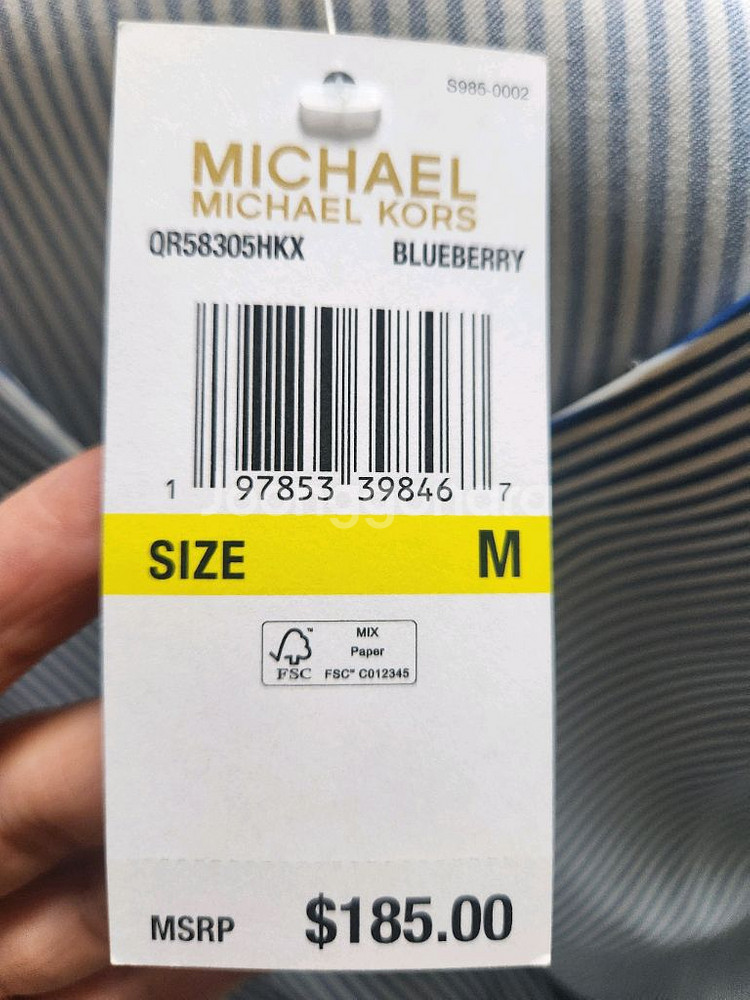 S985-0002
MICHAEL
MICHAEL KORS
QR58305HKX BLUEBERRY
1 97853 39846 7
SIZE M
MIX
Paper
FSC™ FSC® C012345
MSRP $185.00